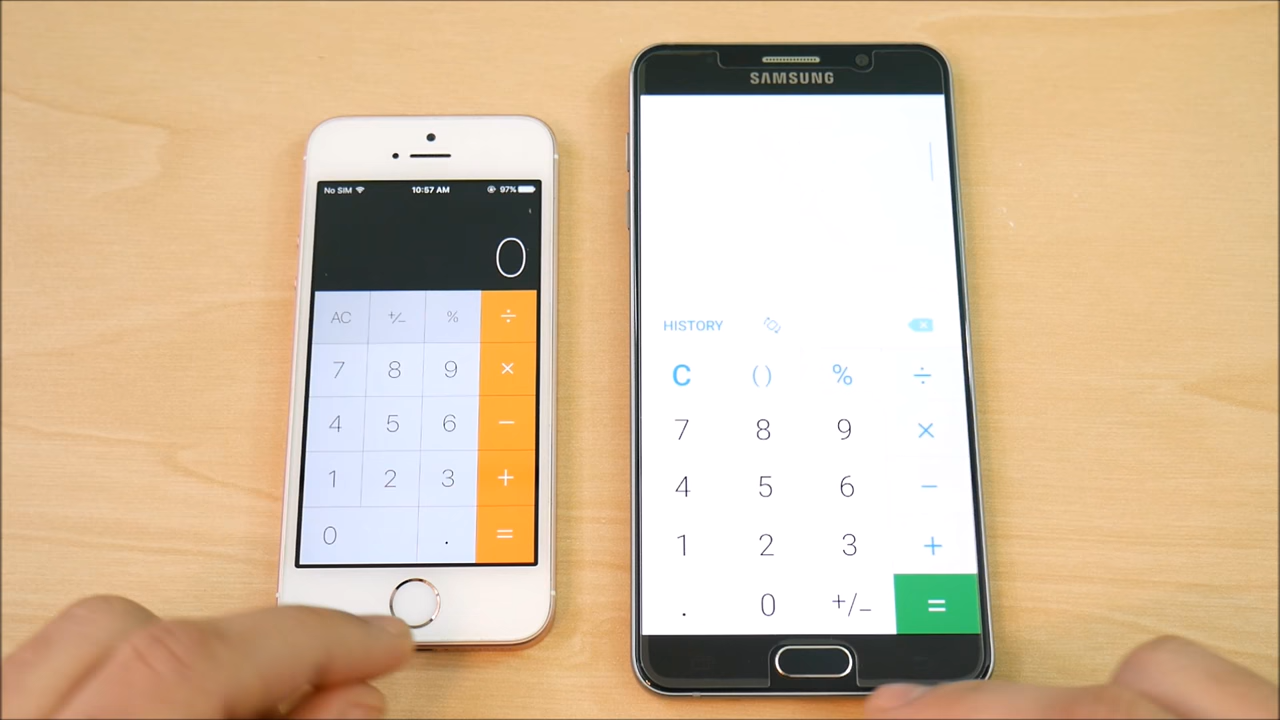 No SIM 10:57 AM 97%
0
AC +/− % ÷
7 8 9 ×
4 5 6 −
1 2 3 +
0 . =
SAMSUNG
HISTORY
C ( ) % ÷
7 8 9 ×
4 5 6 −
1 2 3 +
. 0 +/− =